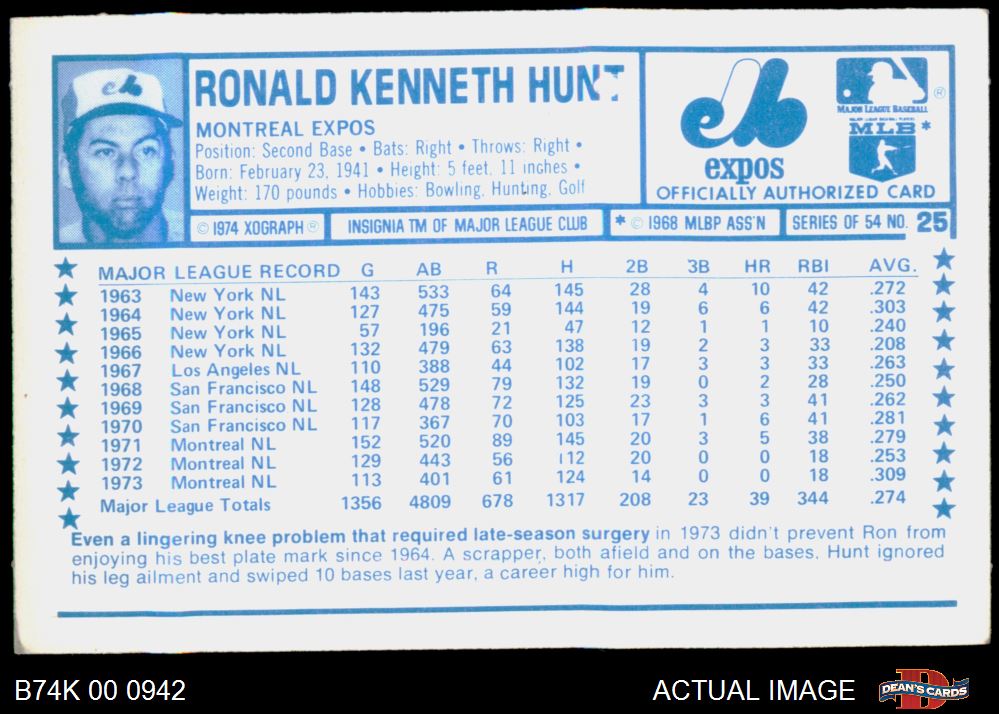 RONALD KENNETH HUNT
MONTREAL EXPOS
Position: Second Base • Bats: Right • Throws: Right •
Born: February 23, 1941 • Height: 5 feet, 11 inches •
Weight: 170 pounds • Hobbies: Bowling, Hunting, Golf
expos
OFFICIALLY AUTHORIZED CARD
MAJOR LEAGUE BASEBALL ®
MLB *
© 1974 XOGRAPH ®
INSIGNIA TM OF MAJOR LEAGUE CLUB
* © 1968 MLBP ASS'N
SERIES OF 54 NO. 25
MAJOR LEAGUE RECORD G AB R H 2B 3B HR RBI AVG.
1963 New York NL 143 533 64 145 28 4 10 42 .272
1964 New York NL 127 475 59 144 19 6 6 42 .303
1965 New York NL 57 196 21 47 12 1 1 10 .240
1966 New York NL 132 479 63 138 19 2 3 33 .208
1967 Los Angeles NL 110 388 44 102 17 3 3 33 .263
1968 San Francisco NL 148 529 79 132 19 0 2 28 .250
1969 San Francisco NL 128 478 72 125 23 3 3 41 .262
1970 San Francisco NL 117 367 70 103 17 1 6 41 .281
1971 Montreal NL 152 520 89 145 20 3 5 38 .279
1972 Montreal NL 129 443 56 112 20 0 0 18 .253
1973 Montreal NL 113 401 61 124 14 0 0 18 .309
Major League Totals 1356 4809 678 1317 208 23 39 344 .274
Even a lingering knee problem that required late-season surgery in 1973 didn't prevent Ron from
enjoying his best plate mark since 1964. A scrapper, both afield and on the bases, Hunt ignored
his leg ailment and swiped 10 bases last year, a career high for him.
B74K 00 0942
ACTUAL IMAGE
DEAN'S CARDS